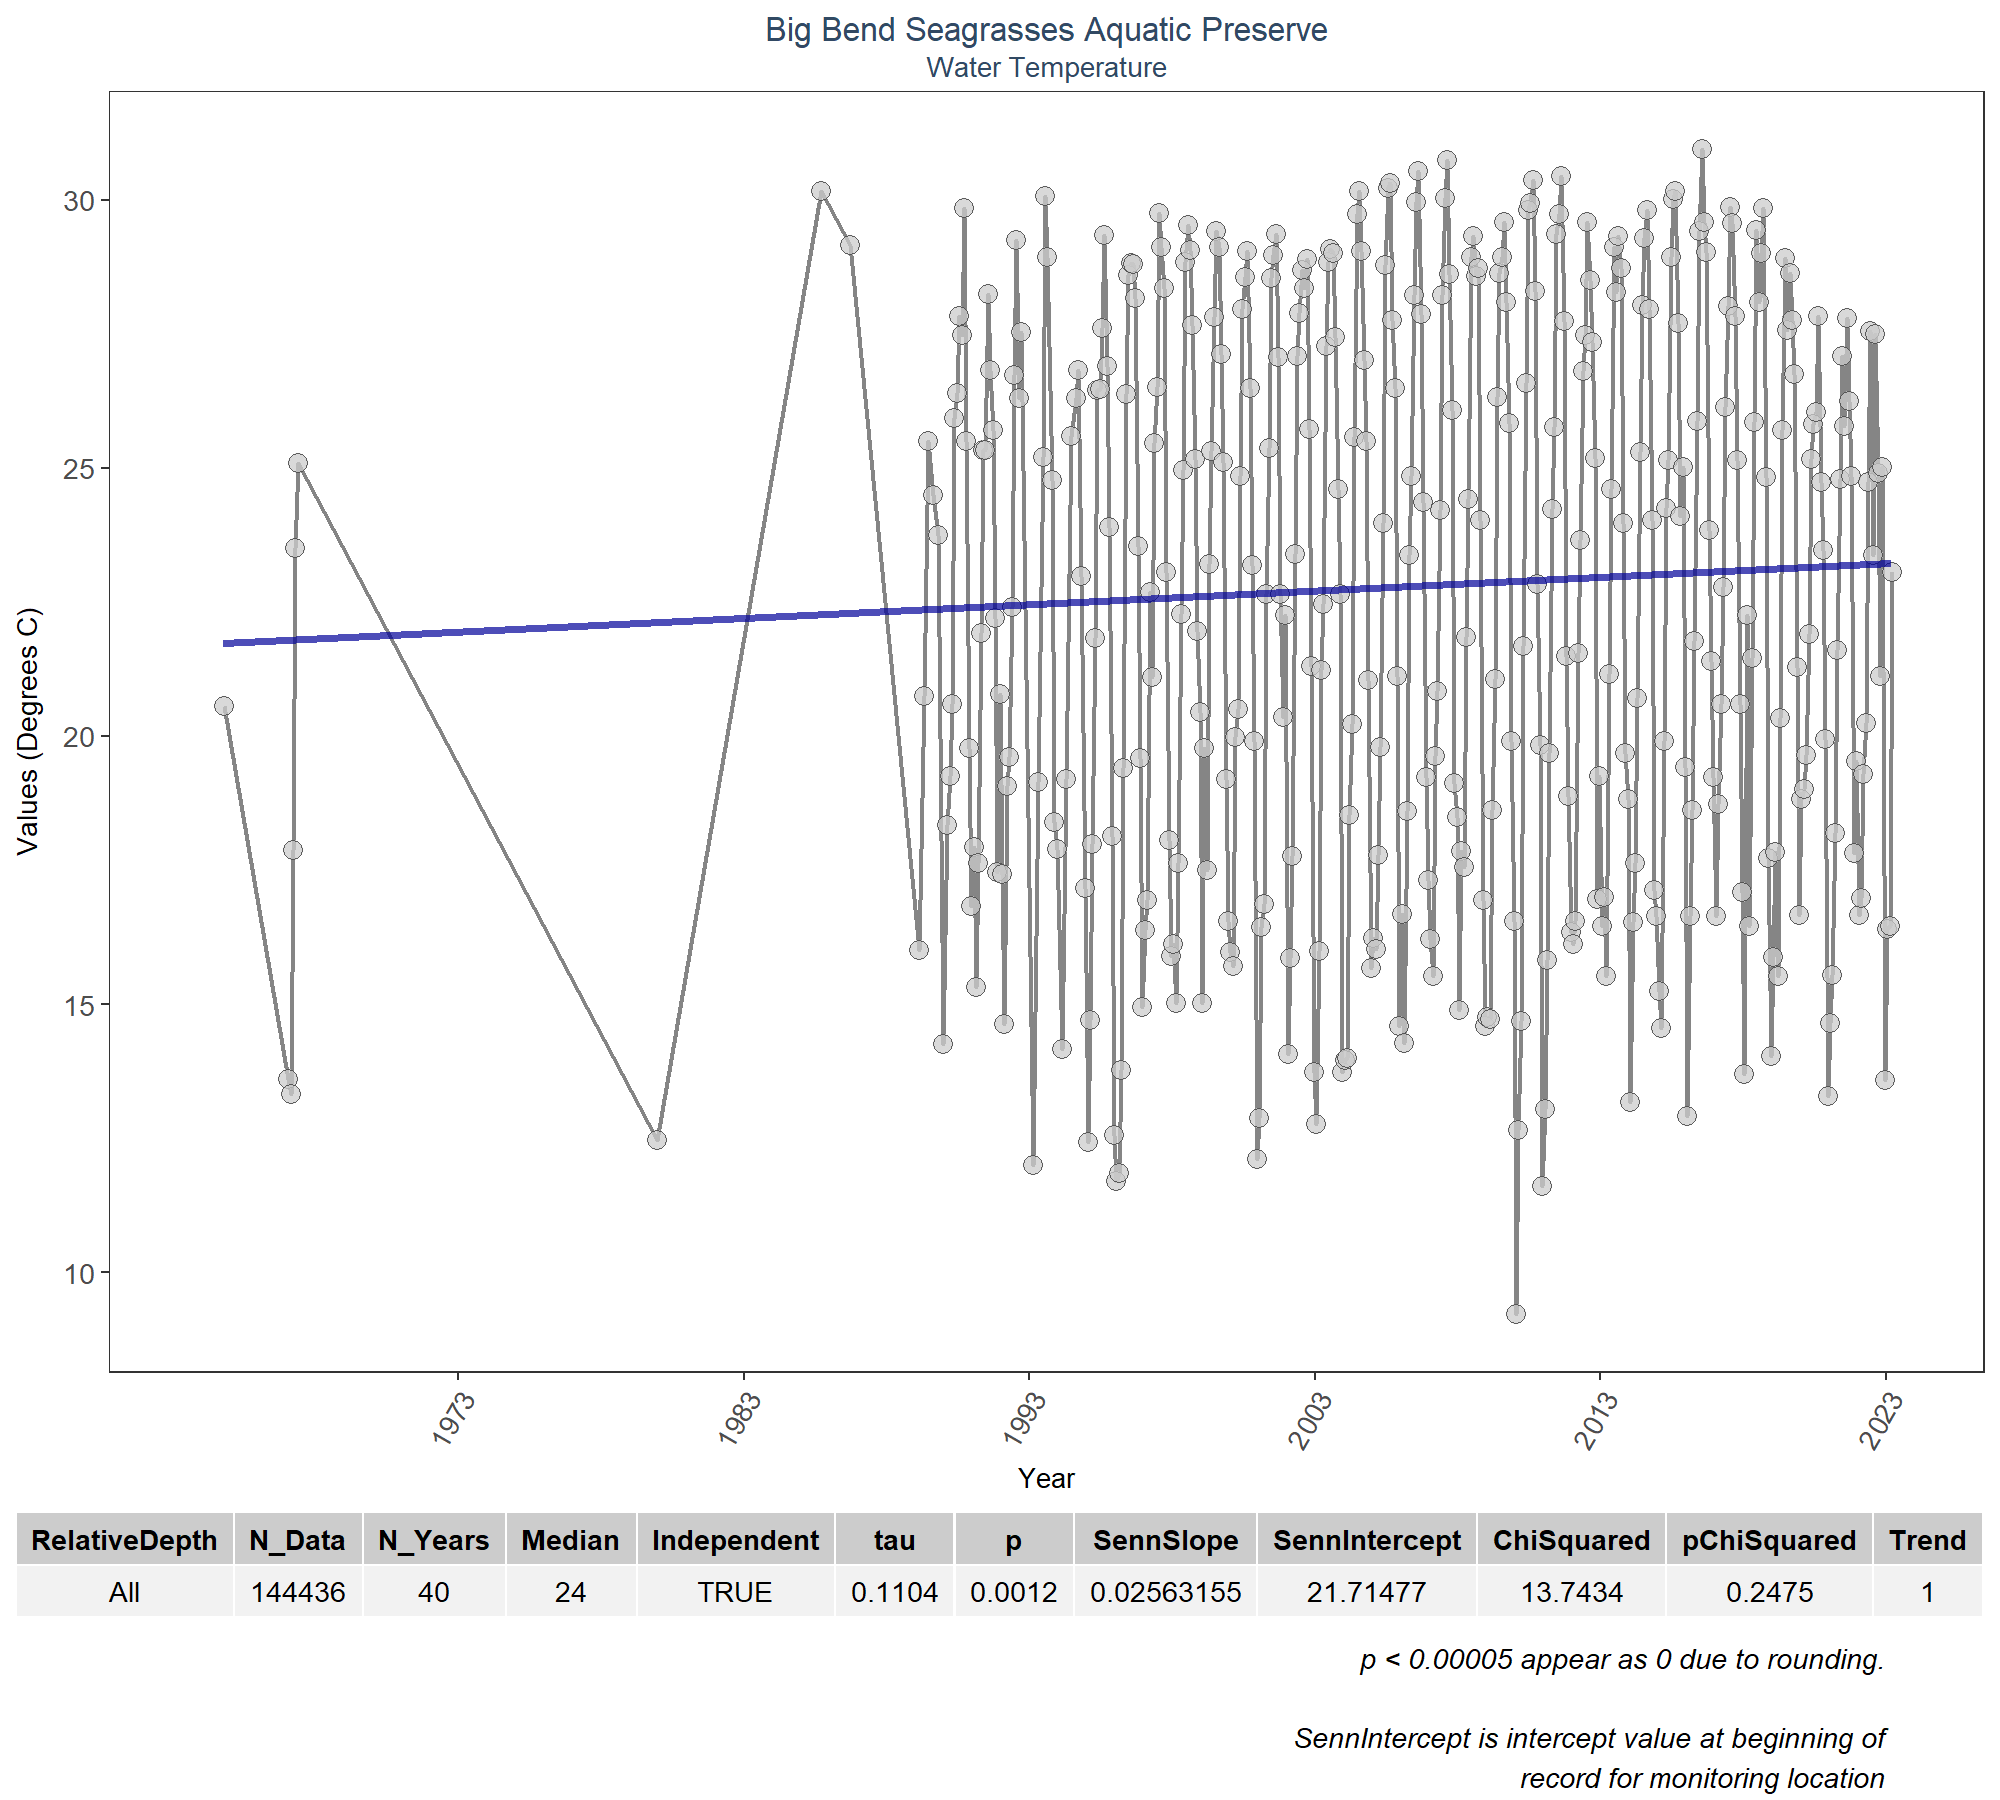 Big Bend Seagrasses Aquatic Preserve
Water Temperature
Values (Degrees C)
30
25
20
15
10
1973
1983
1993
2003
2013
2023
Year
RelativeDepth N_Data N_Years Median Independent tau p SennSlope SennIntercept ChiSquared pChiSquared Trend
All 144436 40 24 TRUE 0.1104 0.0012 0.02563155 21.71477 13.7434 0.2475 1
p < 0.00005 appear as 0 due to rounding.
SennIntercept is intercept value at beginning of
record for monitoring location